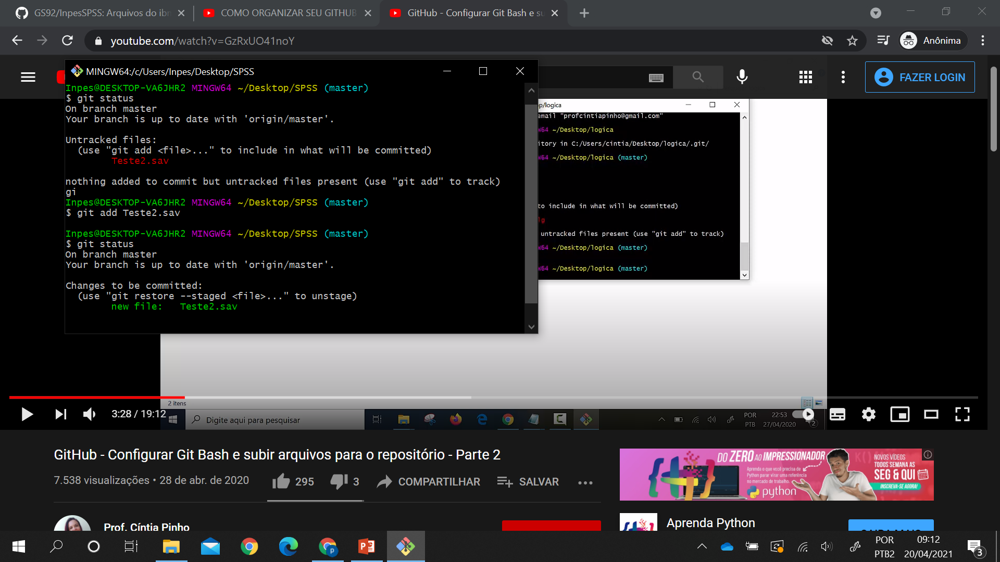 GS92/InpesSPSS: Arquivos do ibm
COMO ORGANIZAR SEU GITHUB
GitHub - Configurar Git Bash e su
youtube.com/watch?v=GzRxUO41noY
Anônima
MINGW64:/c/Users/Inpes/Desktop/SPSS
FAZER LOGIN
Inpes@DESKTOP-VA6JHR2 MINGW64 ~/Desktop/SPSS (master)
$ git status
On branch master
Your branch is up to date with 'origin/master'.
Untracked files:
(use "git add <file>..." to include in what will be committed)
Teste2.sav
nothing added to commit but untracked files present (use "git add" to track)
gi
Inpes@DESKTOP-VA6JHR2 MINGW64 ~/Desktop/SPSS (master)
$ git add Teste2.sav
Inpes@DESKTOP-VA6JHR2 MINGW64 ~/Desktop/SPSS (master)
$ git status
On branch master
Your branch is up to date with 'origin/master'.
Changes to be committed:
(use "git restore --staged <file>..." to unstage)
new file: Teste2.sav
op/logica
email "profcintiapinho@gmail.com"
W64 ~/Desktop/logica
itory in C:/Users/cintia/Desktop/logica/.git/
W64 ~/Desktop/logica (master)
to include in what will be committed)
lg
untracked files present (use "git add" to track)
W64 ~/Desktop/logica (master)
W64 ~/Desktop/logica (master)
2 itens
3:28 / 19:12
Digite aqui para pesquisar
POR
PTB
22:53
27/04/2020
2
GitHub - Configurar Git Bash e subir arquivos para o repositório - Parte 2
7.538 visualizações • 28 de abr. de 2020
295
3
COMPARTILHAR
SALVAR
DO ZERO AO IMPRESSIONADOR
Aprenda o que você precisa de
Python para virar uma referência
no mercado de trabalho.
python
NOVOS VÍDEOS
TODOS SEMANA AS
SEG & QUI
INSCREVA-SE AGORA!
Prof. Cíntia Pinho
Aprenda Python
POR
PTB2
09:12
20/04/2021
3